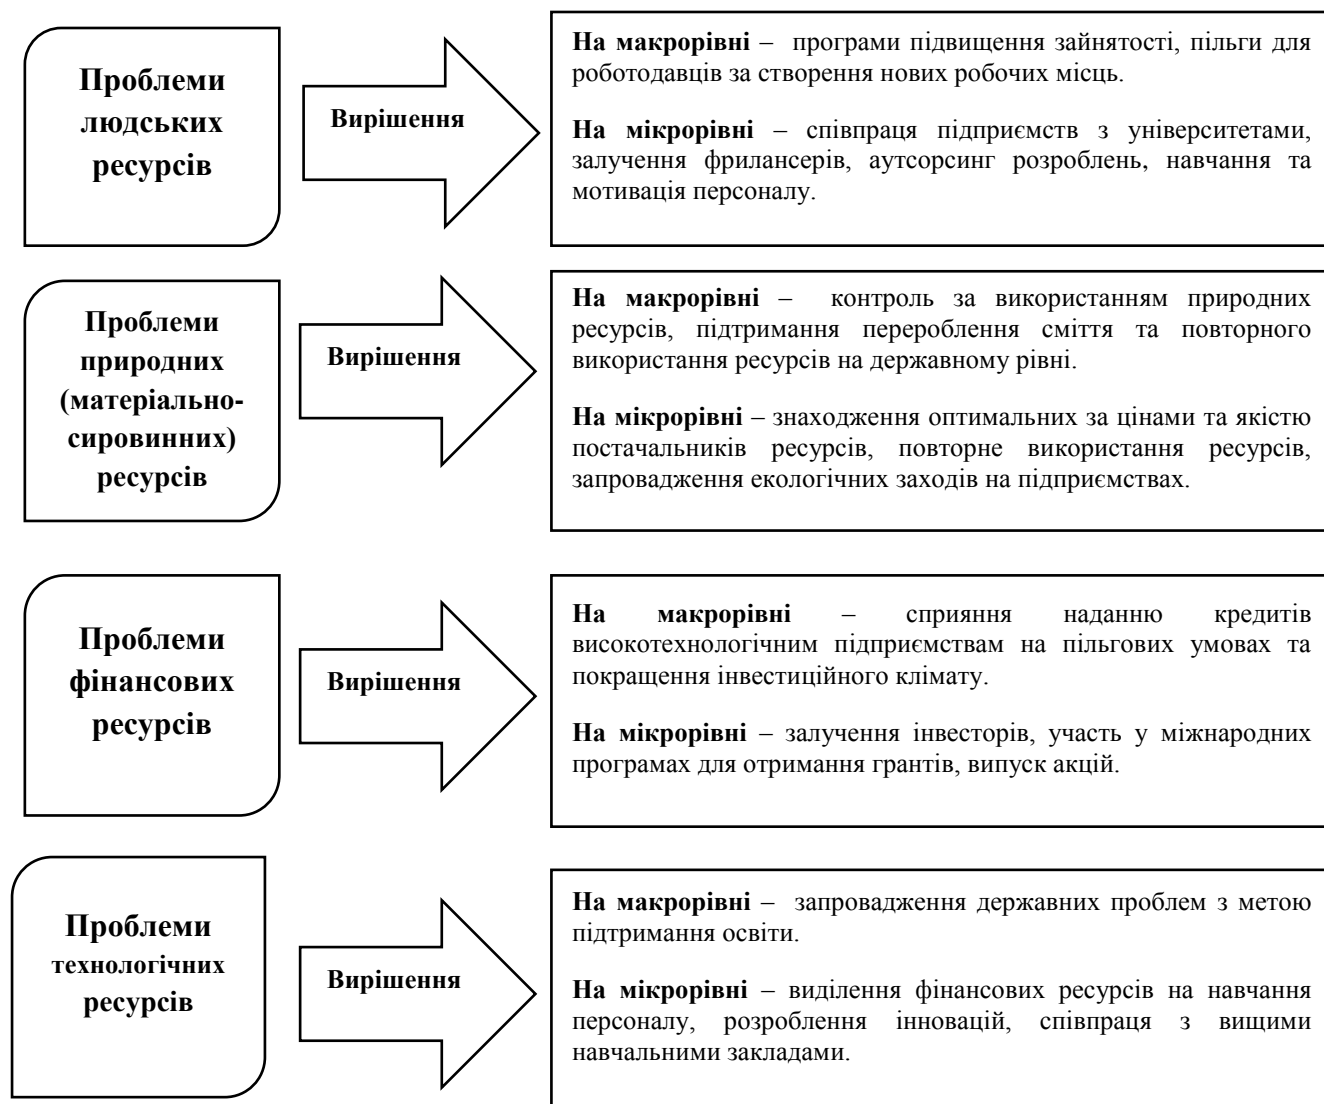 Проблеми
людських
ресурсів
Вирішення
На макрорівні – програми підвищення зайнятості, пільги для
роботодавців за створення нових робочих місць.
На мікрорівні – співпраця підприємств з університетами,
залучення фрилансерів, аутсорсинг розроблень, навчання та
мотивація персоналу.
Проблеми
природних
(матеріально-
сировинних)
ресурсів
Вирішення
На макрорівні – контроль за використанням природних
ресурсів, підтримання перероблення сміття та повторного
використання ресурсів на державному рівні.
На мікрорівні – знаходження оптимальних за цінами та якістю
постачальників ресурсів, повторне використання ресурсів,
запровадження екологічних заходів на підприємствах.
Проблеми
фінансових
ресурсів
Вирішення
На макрорівні – сприяння наданню кредитів
високотехнологічним підприємствам на пільгових умовах та
покращення інвестиційного клімату.
На мікрорівні – залучення інвесторів, участь у міжнародних
програмах для отримання грантів, випуск акцій.
Проблеми
технологічних
ресурсів
Вирішення
На макрорівні – запровадження державних проблем з метою
підтримання освіти.
На мікрорівні – виділення фінансових ресурсів на навчання
персоналу, розроблення інновацій, співпраця з вищими
навчальними закладами.